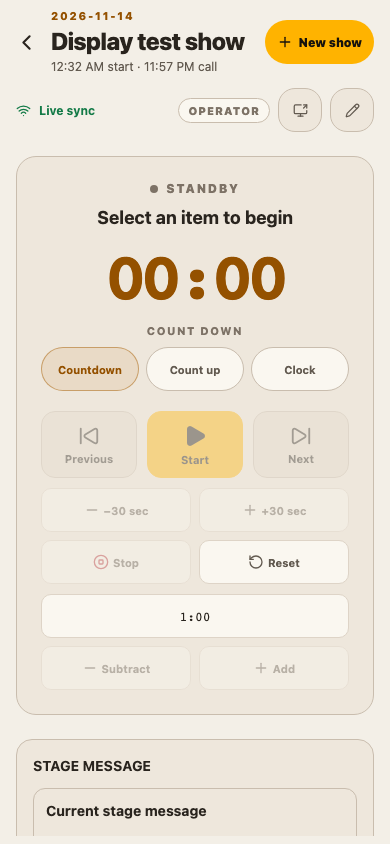 2026-11-14
Display test show
New show
12:32 AM start · 11:57 PM call
Live sync
OPERATOR
STANDBY
Select an item to begin
00:00
COUNT DOWN
Countdown
Count up
Clock
Previous
Start
Next
−30 sec
+30 sec
Stop
Reset
1:00
Subtract
Add
STAGE MESSAGE
Current stage message